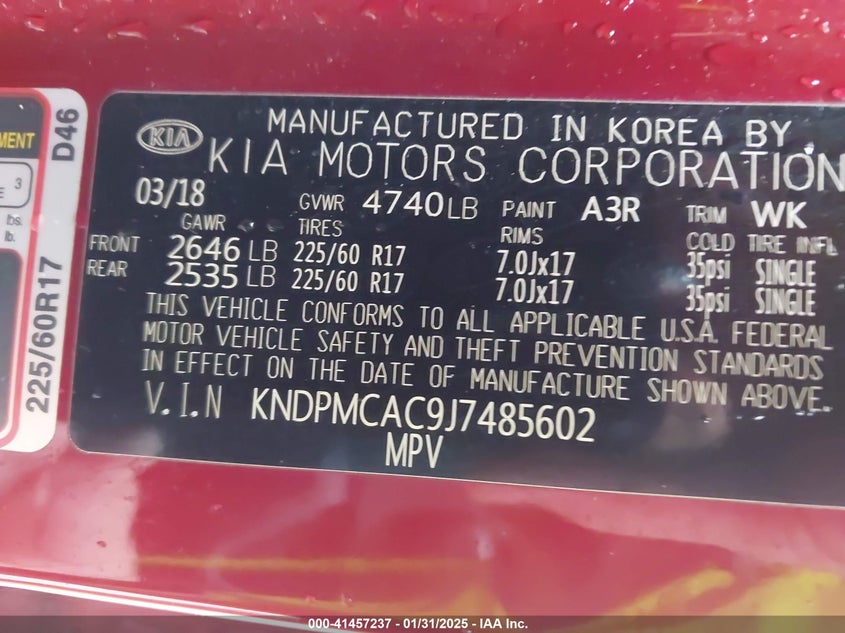 MENT
D46
3
E
lbs.
lb.
225/60R17
KIA
MANUFACTURED IN KOREA BY
KIA MOTORS CORPORATION
03/18 GVWR 4740LB PAINT A3R TRIM WK
GAWR TIRES RIMS COLD TIRE INFL
FRONT 2646 LB 225/60 R17 7.0Jx17 35psi SINGLE
REAR 2535 LB 225/60 R17 7.0Jx17 35psi SINGLE
THIS VEHICLE CONFORMS TO ALL APPLICABLE U.S.A. FEDERAL
MOTOR VEHICLE SAFETY AND THEFT PREVENTION STANDARDS
IN EFFECT ON THE DATE OF MANUFACTURE SHOWN ABOVE.
V.I.N KNDPMCAC9J7485602
MPV
000-41457237 - 01/31/2025 - IAA Inc.